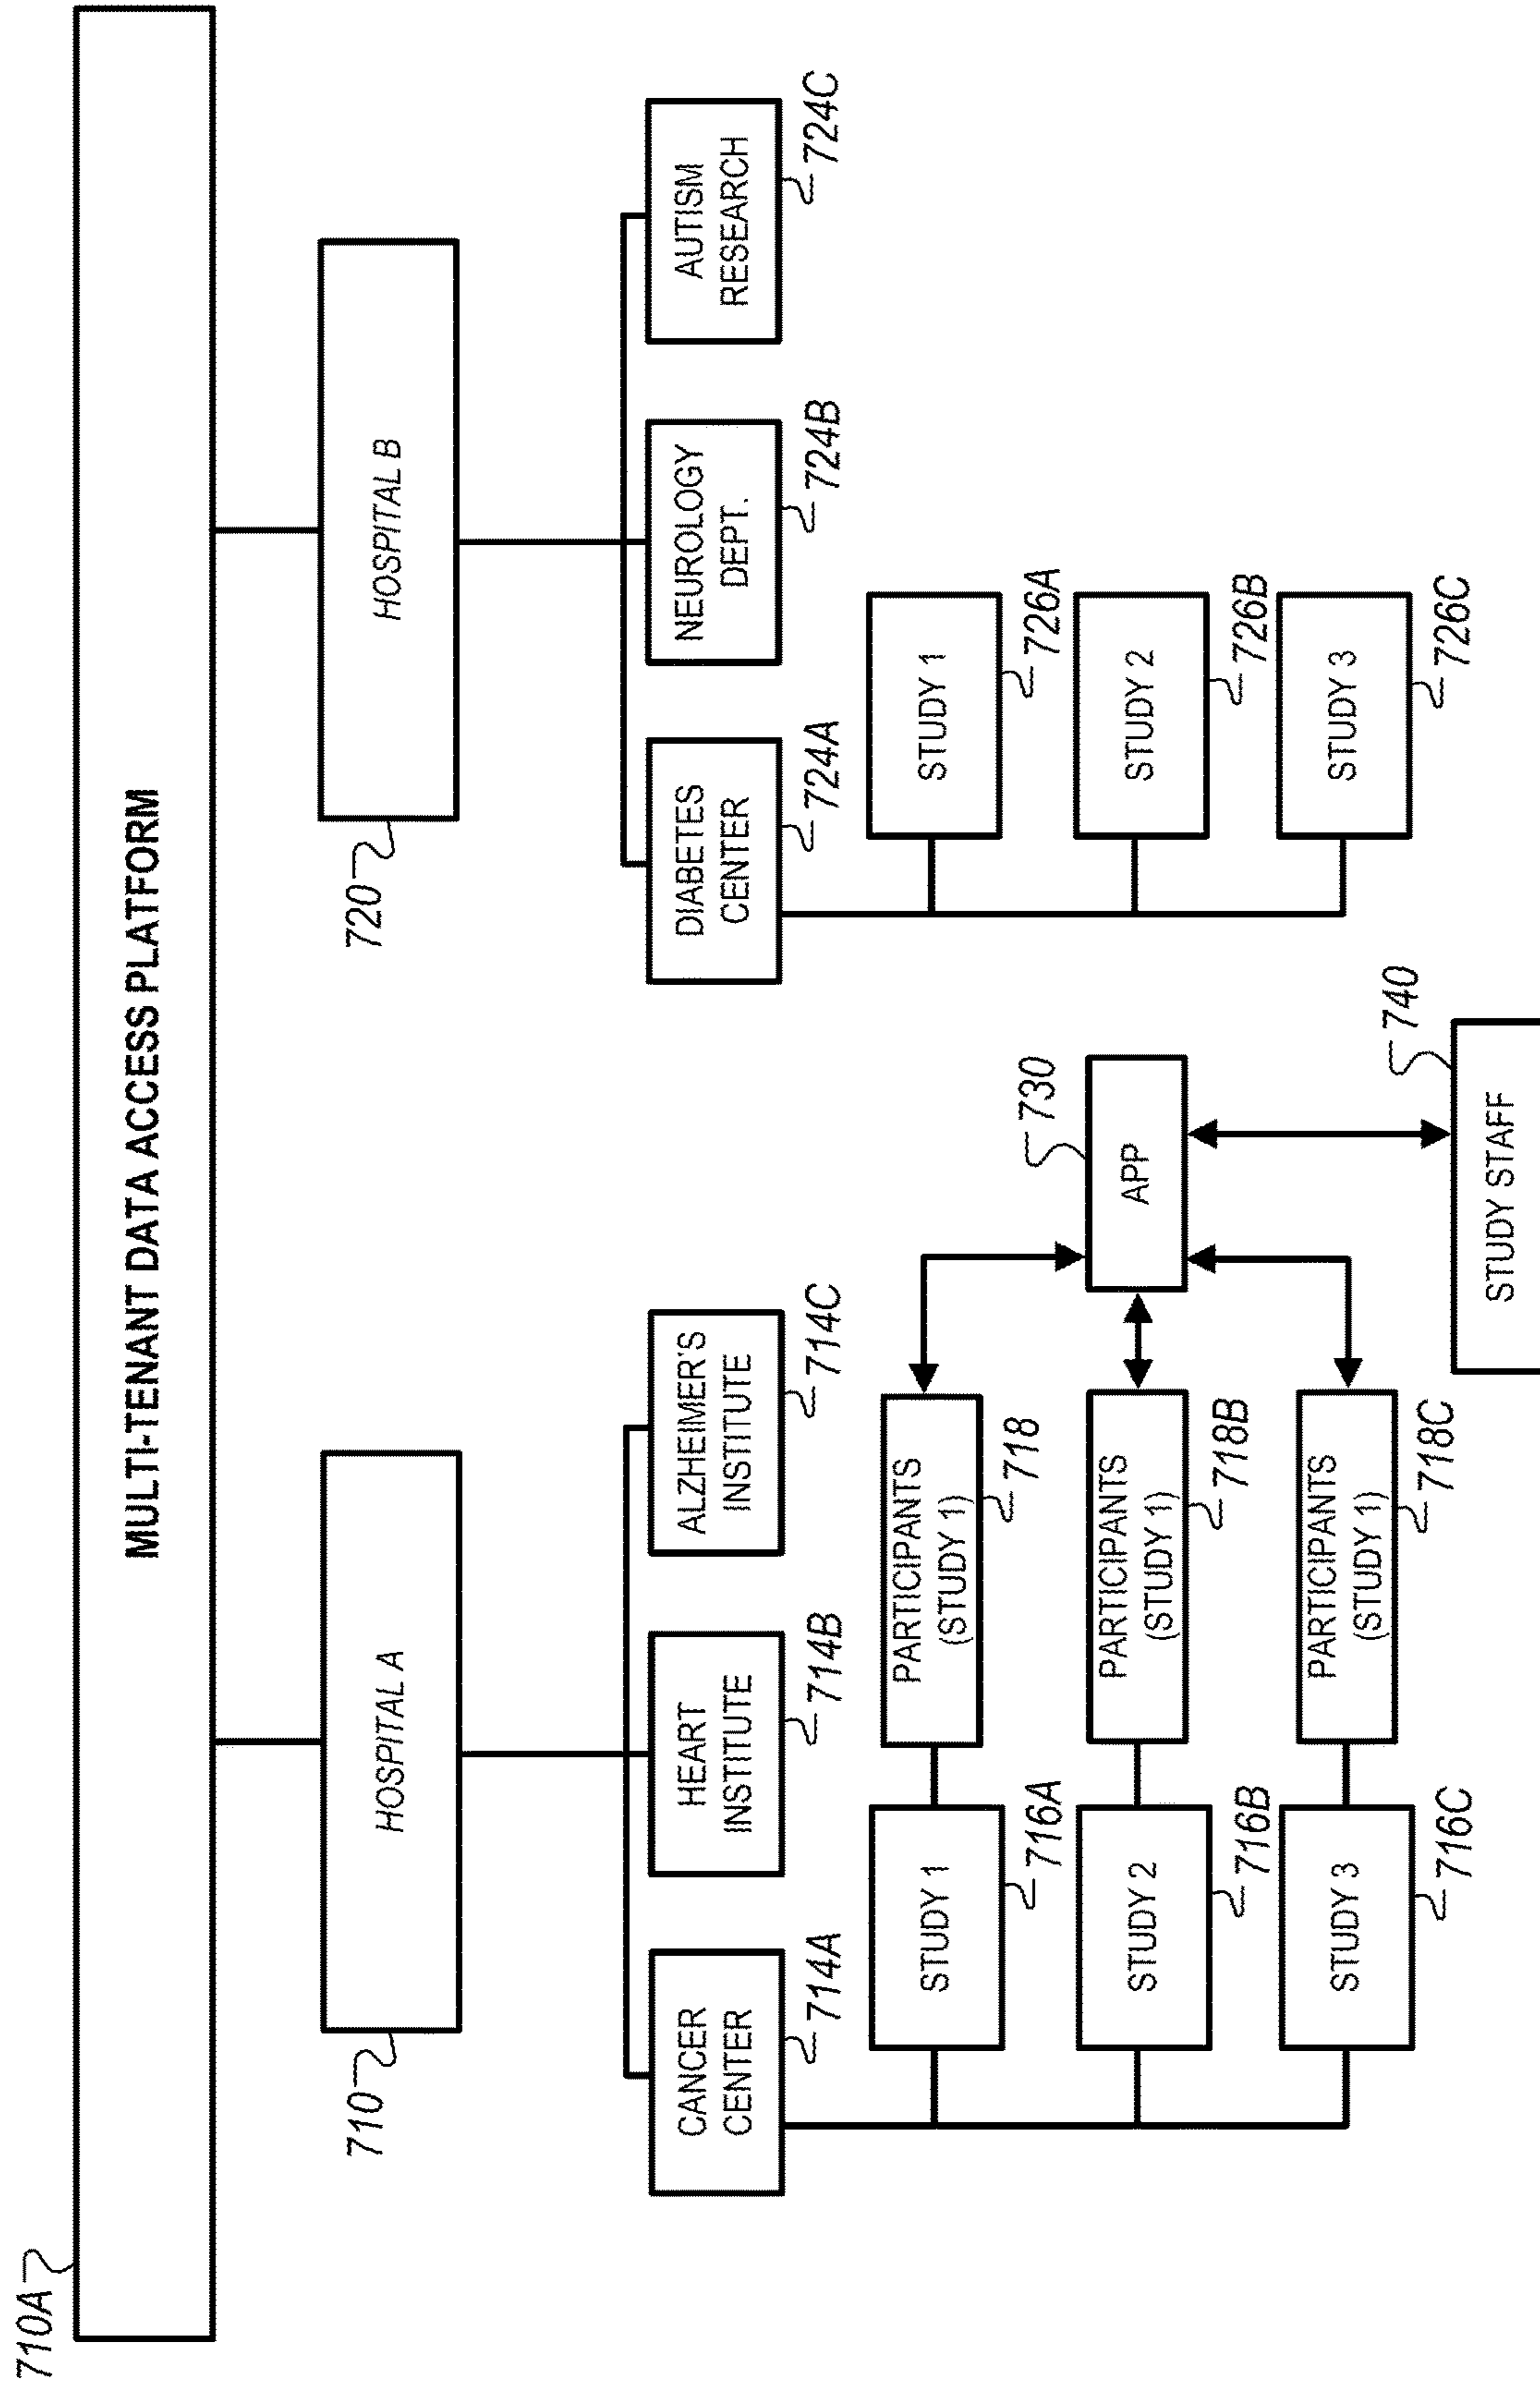 710A
MULTI-TENANT DATA ACCESS PLATFORM
710
HOSPITAL A
720
HOSPITAL B
CANCER
CENTER
714A
HEART
INSTITUTE
714B
ALZHEIMER'S
INSTITUTE
714C
DIABETES
CENTER
724A
NEUROLOGY
DEPT.
724B
AUTISM
RESEARCH
724C
STUDY 1
716A
PARTICIPANTS
(STUDY 1)
718
STUDY 2
716B
PARTICIPANTS
(STUDY 1)
718B
STUDY 3
716C
PARTICIPANTS
(STUDY 1)
718C
730
APP
740
STUDY STAFF
STUDY 1
726A
STUDY 2
726B
STUDY 3
726C